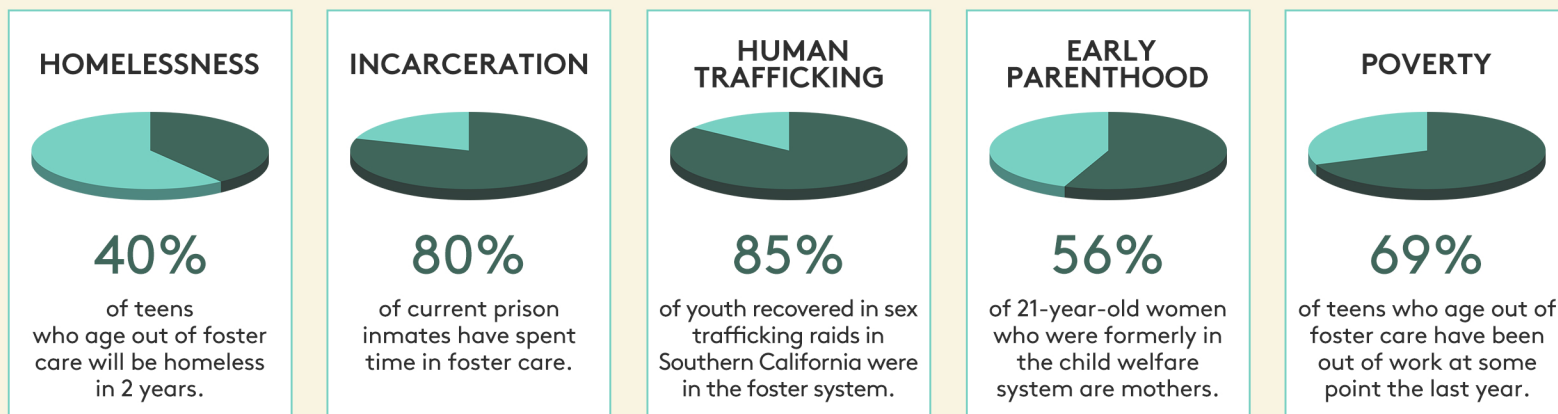 HOMELESSNESS
40%
of teens
who age out of foster
care will be homeless
in 2 years.
INCARCERATION
80%
of current prison
inmates have spent
time in foster care.
HUMAN
TRAFFICKING
85%
of youth recovered in sex
trafficking raids in
Southern California were
in the foster system.
EARLY
PARENTHOOD
56%
of 21-year-old women
who were formerly in
the child welfare
system are mothers.
POVERTY
69%
of teens who age out of
foster care have been
out of work at some
point the last year.